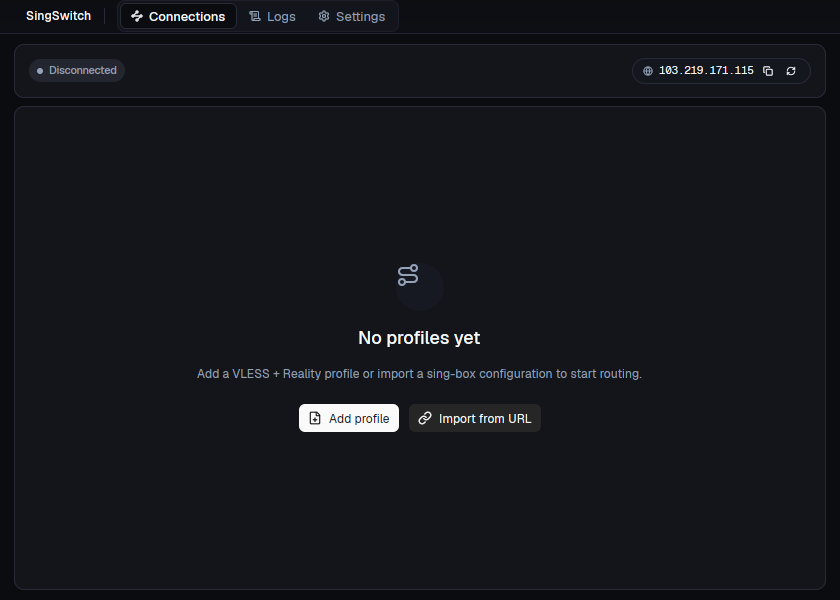 SingSwitch
Connections
Logs
Settings
Disconnected
103.219.171.115
No profiles yet
Add a VLESS + Reality profile or import a sing-box configuration to start routing.
Add profile
Import from URL